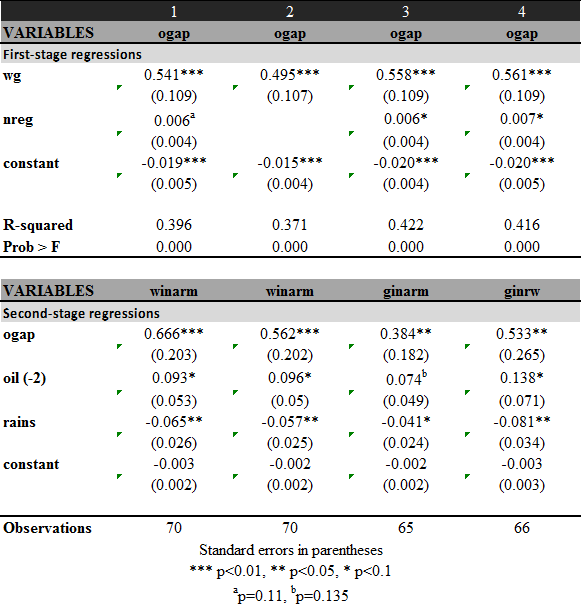 1 2 3 4
VARIABLES ogap ogap ogap ogap
First-stage regressions
wg 0.541*** 0.495*** 0.558*** 0.561***
(0.109) (0.107) (0.109) (0.109)
nreg 0.006a 0.006* 0.007*
(0.004) (0.004) (0.004)
constant -0.019*** -0.015*** -0.020*** -0.020***
(0.005) (0.004) (0.004) (0.005)
R-squared 0.396 0.371 0.422 0.416
Prob > F 0.000 0.000 0.000 0.000
VARIABLES winarm winarm ginarm ginrw
Second-stage regressions
ogap 0.666*** 0.562*** 0.384** 0.533**
(0.203) (0.202) (0.182) (0.265)
oil (-2) 0.093* 0.096* 0.074b 0.138*
(0.053) (0.05) (0.049) (0.071)
rains -0.065** -0.057** -0.041* -0.081**
(0.026) (0.025) (0.024) (0.034)
constant -0.003 -0.002 -0.002 -0.003
(0.002) (0.002) (0.002) (0.003)
Observations 70 70 65 66
Standard errors in parentheses
*** p<0.01, ** p<0.05, * p<0.1
ap=0.11, bp=0.135